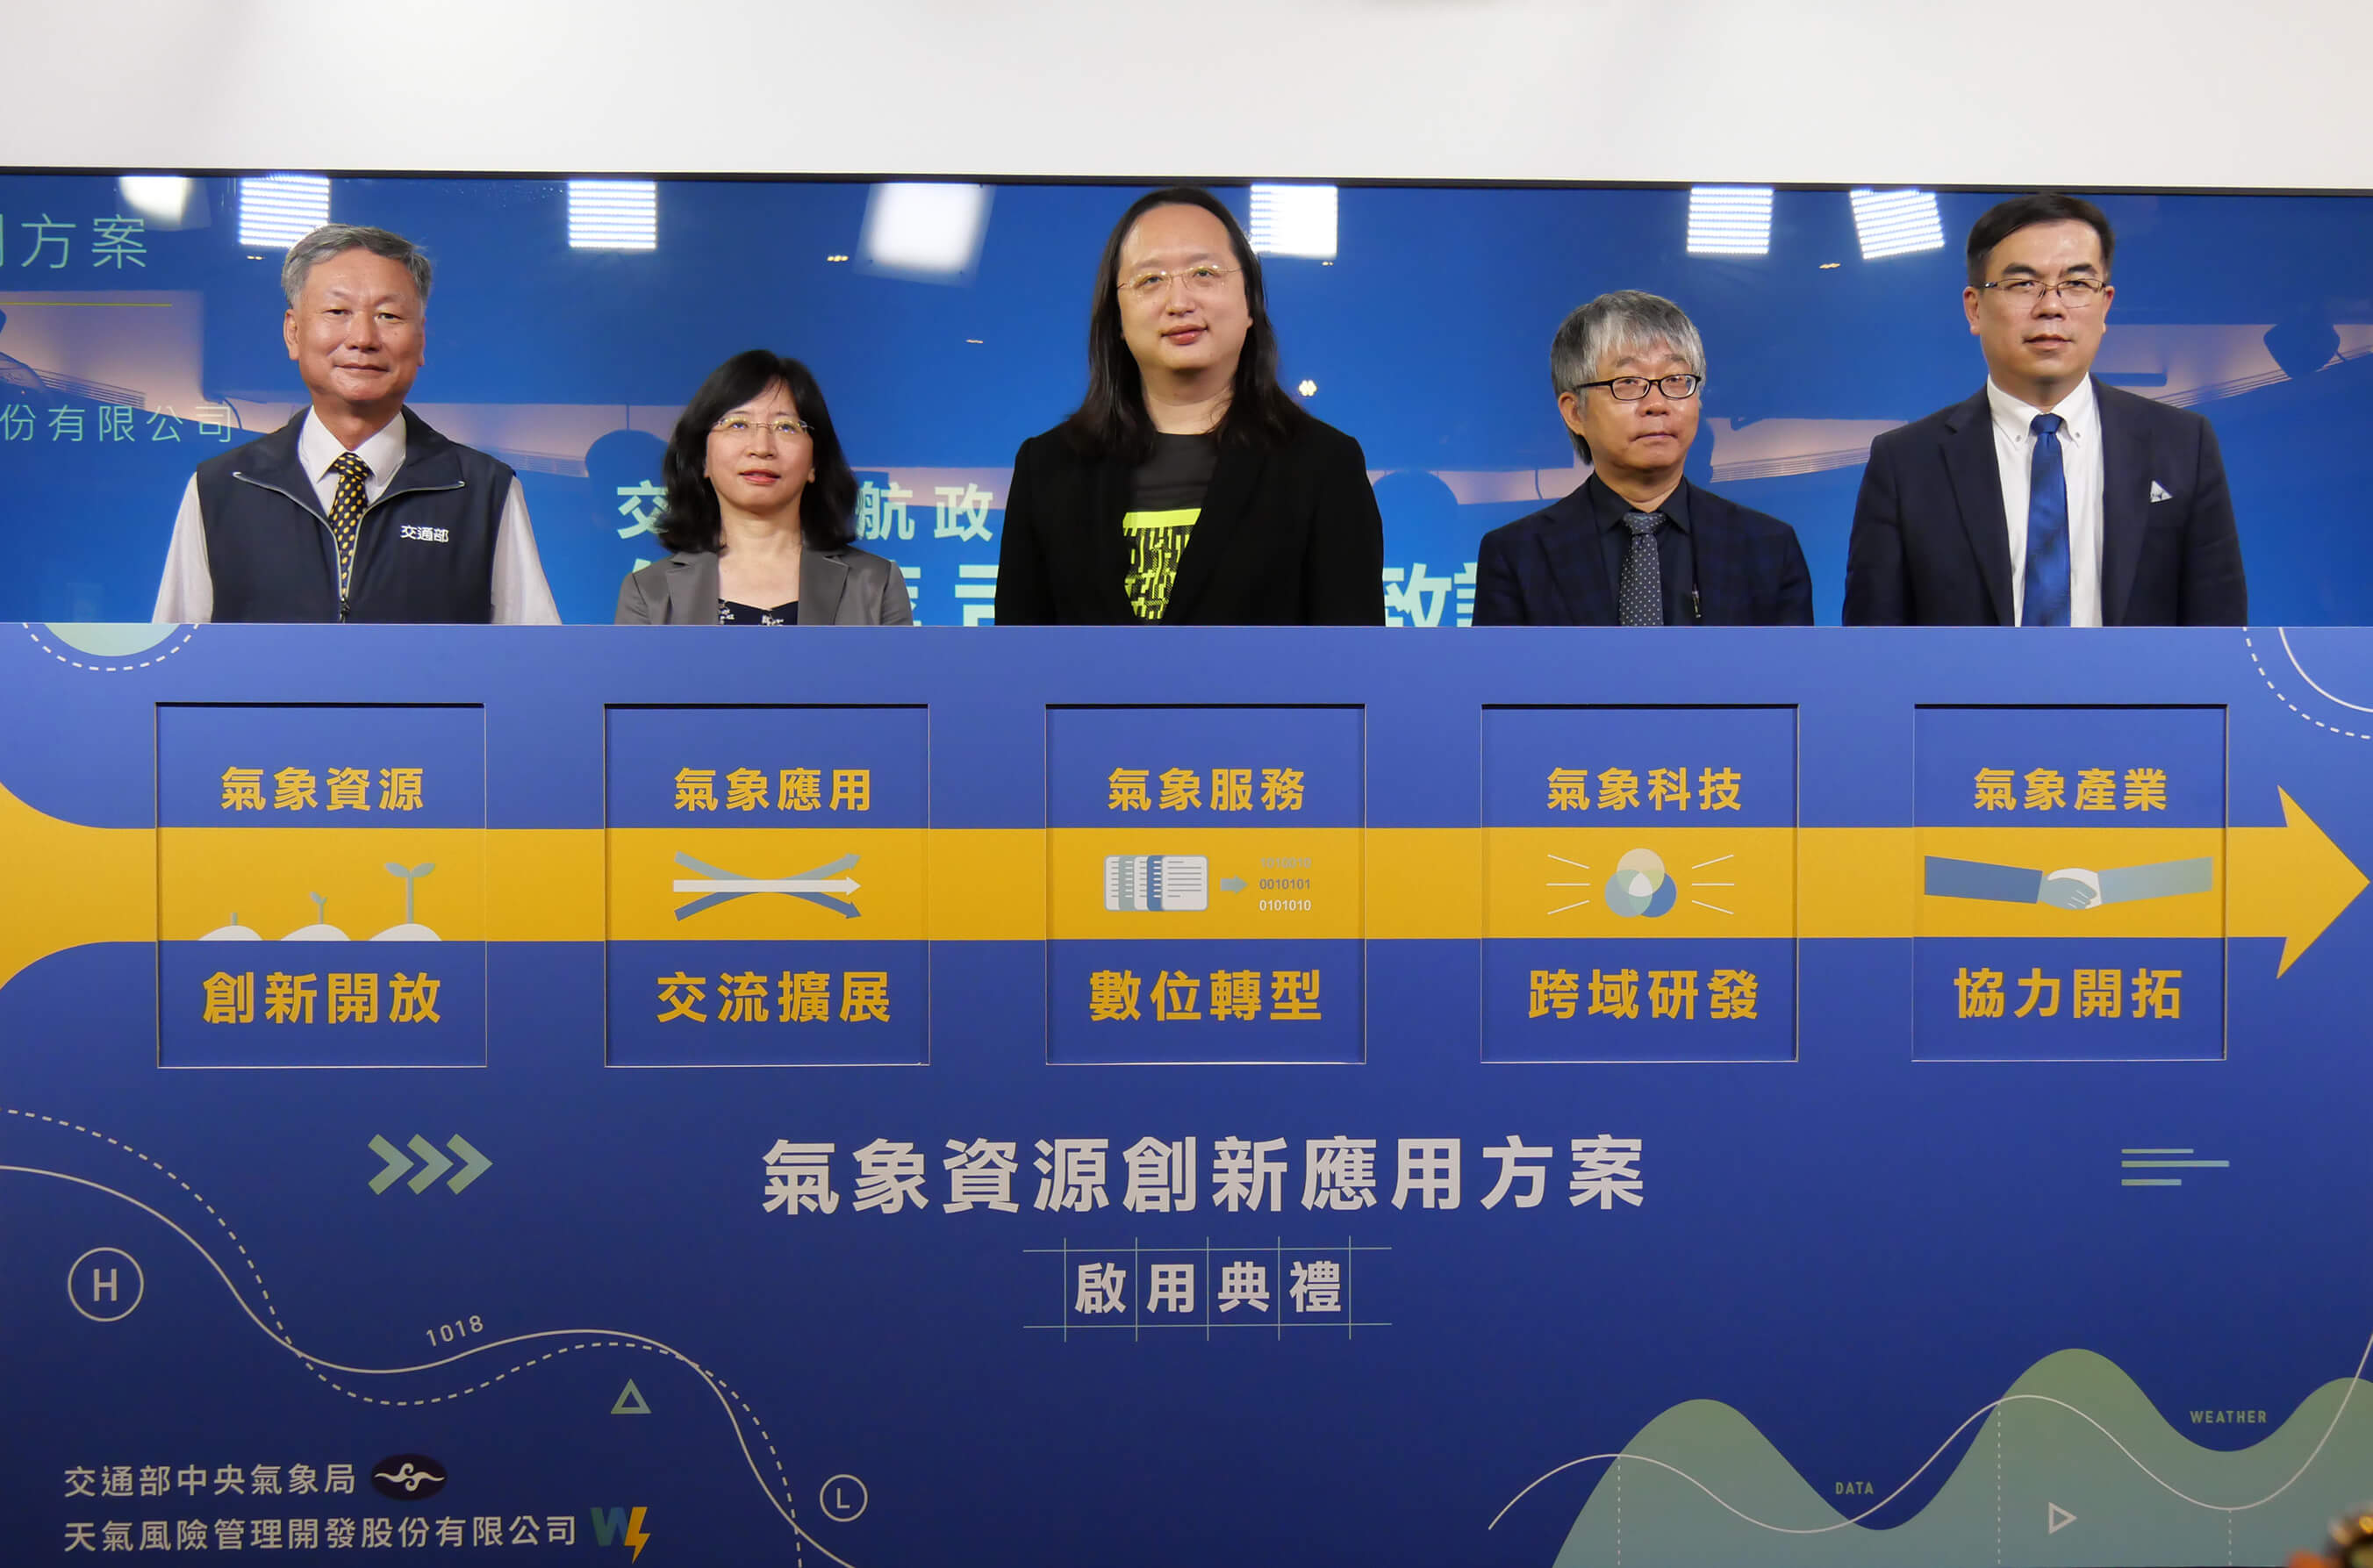 用方案
份有限公司
航政
司
致
交通部
氣象資源
創新開放
氣象應用
交流擴展
氣象服務
0010101
0101010
數位轉型
氣象科技
跨域研發
氣象產業
協力開拓
氣象資源創新應用方案
啟用典禮
H
1018
L
WEATHER
DATA
交通部中央氣象局
天氣風險管理開發股份有限公司